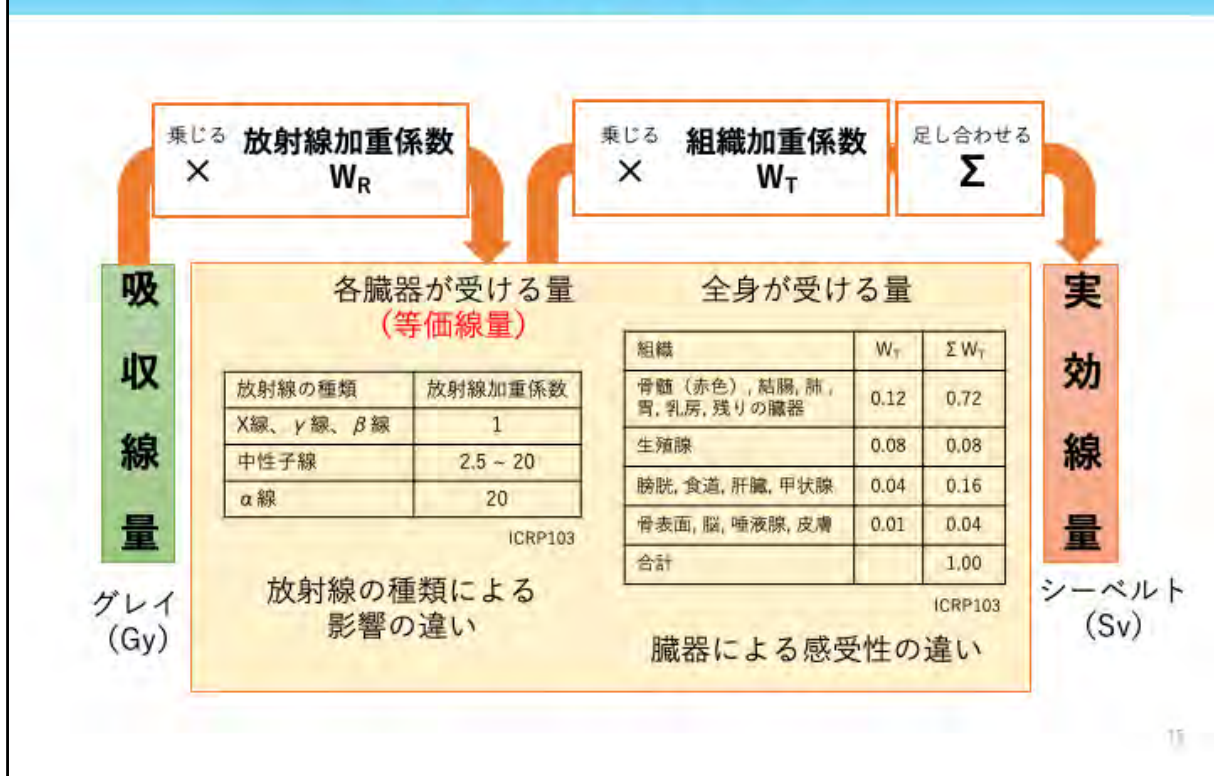 乗じる 放射線加重係数
× WR
乗じる 組織加重係数
× WT
足し合わせる
Σ
吸収線量
グレイ
(Gy)
各臓器が受ける量
(等価線量)
放射線の種類 放射線加重係数
X線、γ線、β線 1
中性子線 2.5 ~ 20
α線 20
ICRP103
放射線の種類による
影響の違い
全身が受ける量
組織 WT ΣWT
骨髄（赤色）, 結腸, 肺, 胃, 乳房, 残りの臓器 0.12 0.72
生殖腺 0.08 0.08
膀胱, 食道, 肝臓, 甲状腺 0.04 0.16
骨表面, 脳, 唾液腺, 皮膚 0.01 0.04
合計 1.00
ICRP103
臓器による感受性の違い
実効線量
シーベルト
(Sv)
15